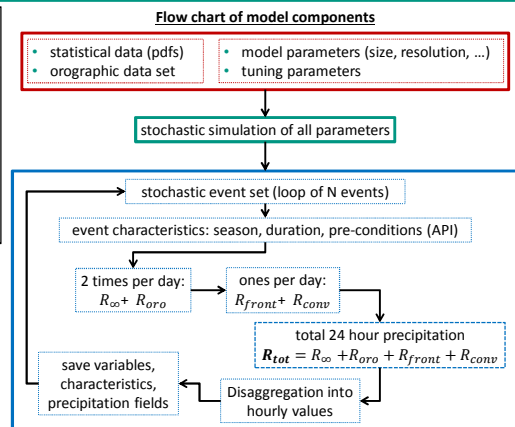 Flow chart of model components
• statistical data (pdfs)
• orographic data set
• model parameters (size, resolution, ...)
• tuning parameters
stochastic simulation of all parameters
stochastic event set (loop of N events)
event characteristics: season, duration, pre-conditions (API)
2 times per day:
R∞+ Roro
ones per day:
Rfront+ Rconv
total 24 hour precipitation
Rtot = R∞ +Roro + Rfront + Rconv
Disaggregation into
hourly values
save variables,
characteristics,
precipitation fields